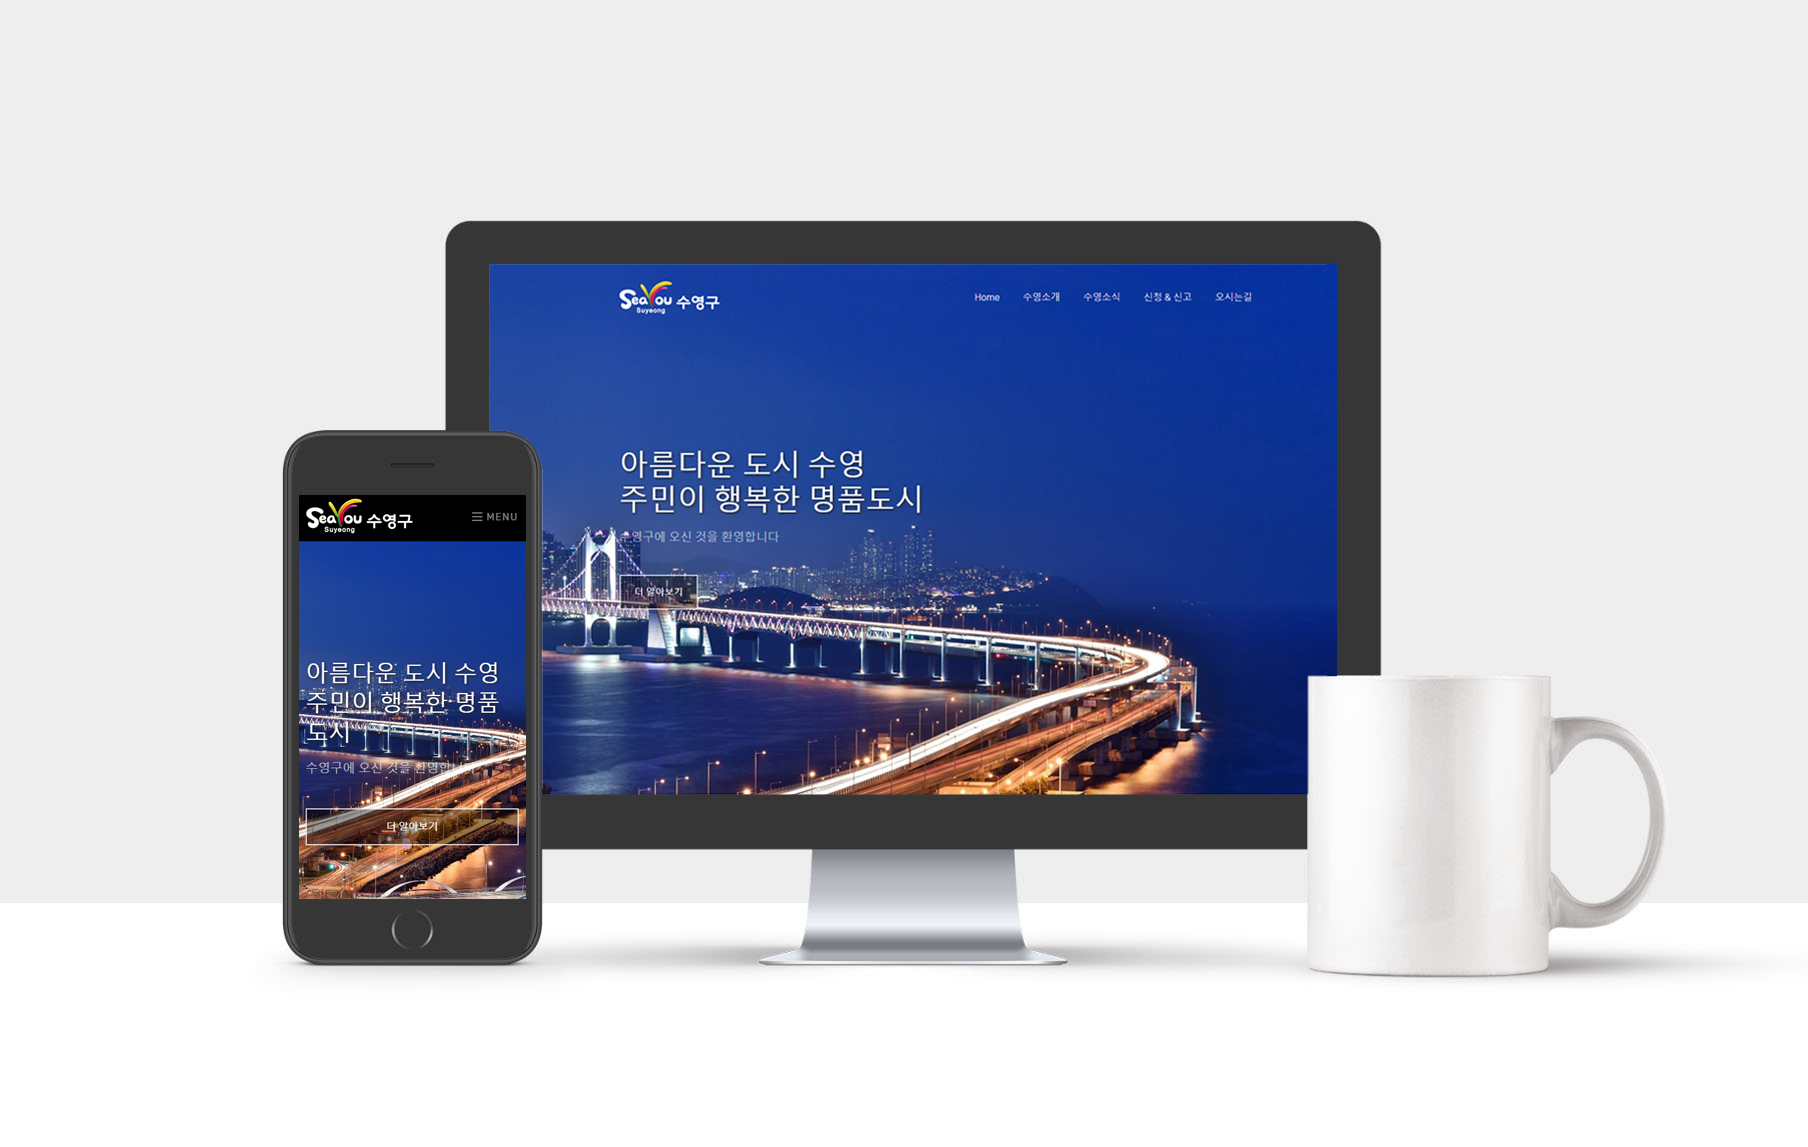 SeaYou 수영구
Suyeong
Home 수영소개 수영소식 신청 & 신고 오시는길
아름다운 도시 수영
주민이 행복한 명품도시
수영구에 오신 것을 환영합니다
더 알아보기
SeaYou 수영구
Suyeong
☰ MENU
아름다운 도시 수영
주민이 행복한 명품
도시
수영구에 오신 것을 환영합니다
더 알아보기